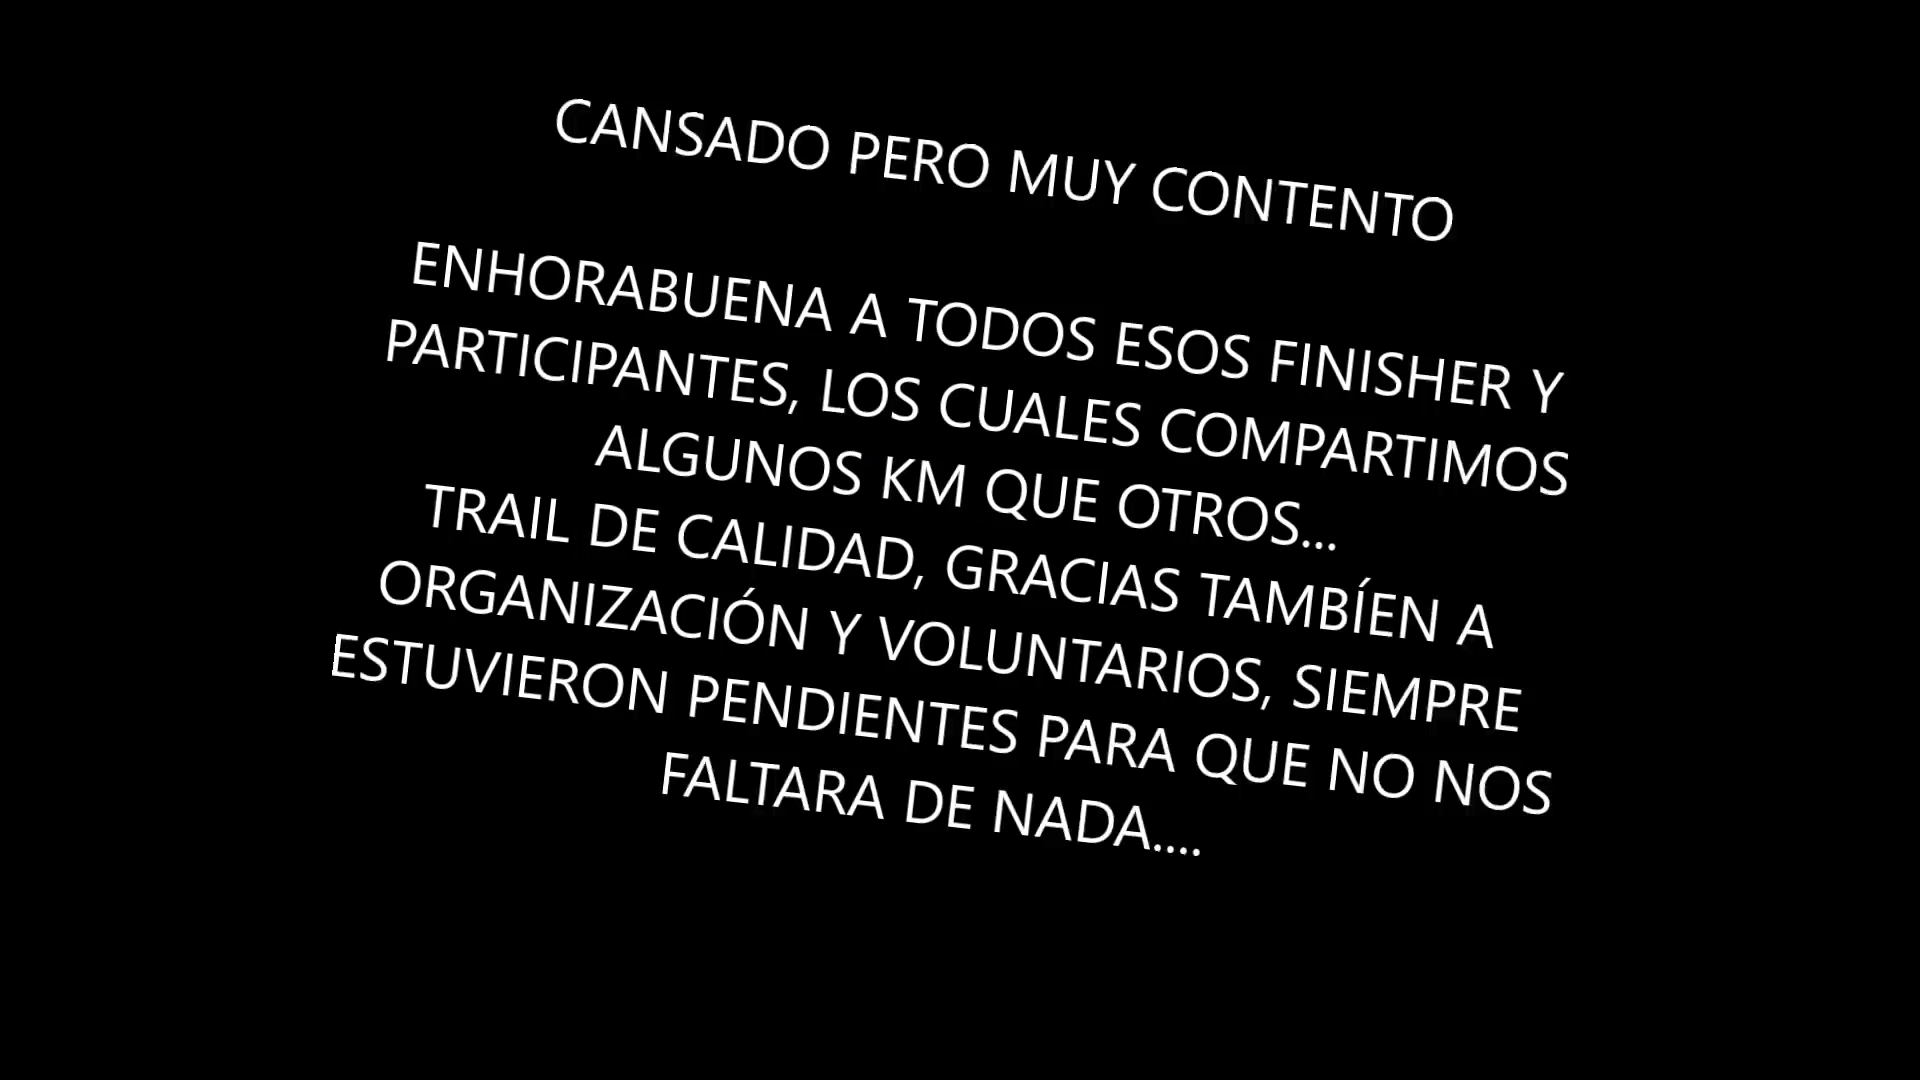 CANSADO PERO MUY CONTENTO
ENHORABUENA A TODOS ESOS FINISHER Y
PARTICIPANTES, LOS CUALES COMPARTIMOS
ALGUNOS KM QUE OTROS...
TRAIL DE CALIDAD, GRACIAS TAMBÍEN A
ORGANIZACIÓN Y VOLUNTARIOS, SIEMPRE
ESTUVIERON PENDIENTES PARA QUE NO NOS
FALTARA DE NADA....